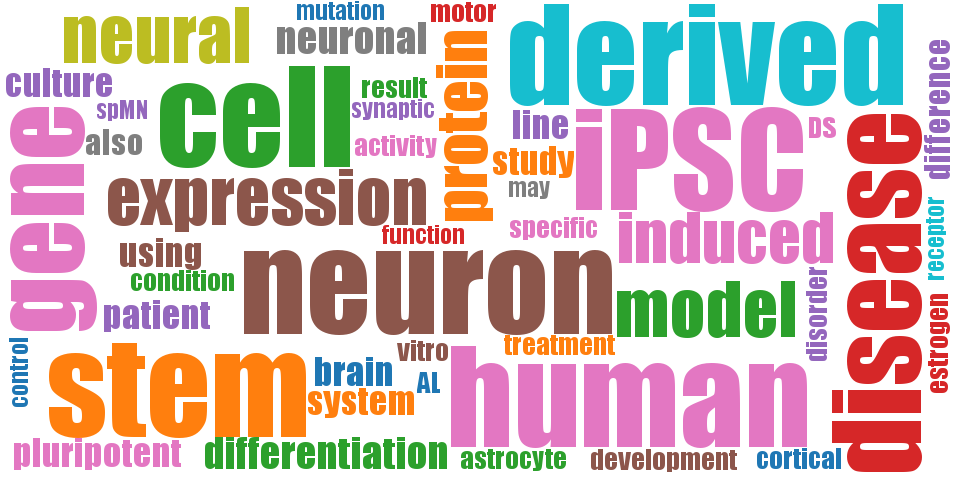 mutation
motor
neural
neuronal
derived
culture
cell
result
protein
difference
spMN
synaptic
line
iPSC
DS
gene
also
activity
study
disease
expression
may
specific
induced
receptor
function
using
neuron
condition
model
disorder
patient
estrogen
control
stem
vitro
treatment
brain
AL
human
system
pluripotent
differentiation
astrocyte
development
cortical